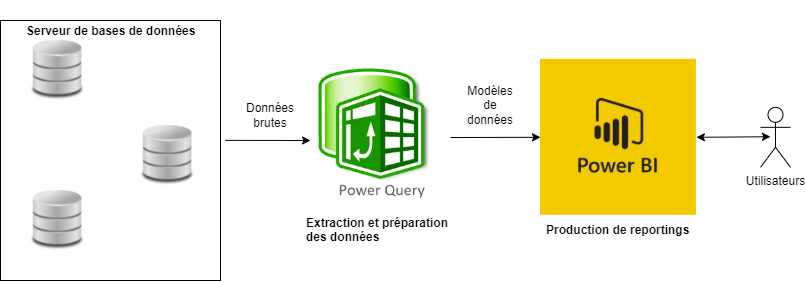 Serveur de bases de données
Données
brutes
Power Query
Extraction et préparation
des données
Modèles
de
données
Power BI
Production de reportings
Utilisateurs